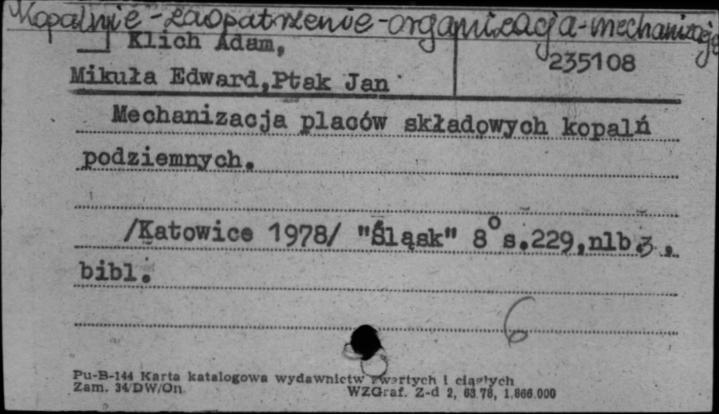 Kopalnie - zaopatrzenie - organizacja - mechanizacja
Klich Adam,
235108
Mikuła Edward,Ptak Jan
Mechanizacja placów składowych kopalń
podziemnych.
/Katowice 1978/ "Śląsk" 8° s.229,nlb 3 ,
bibl.
6
Pu-B-144 Karta katalogowa wydawnictw zwartych i ciągłych
Zam. 34/DW/On WZGraf. Z-d 2, 63.78, 1.866.000